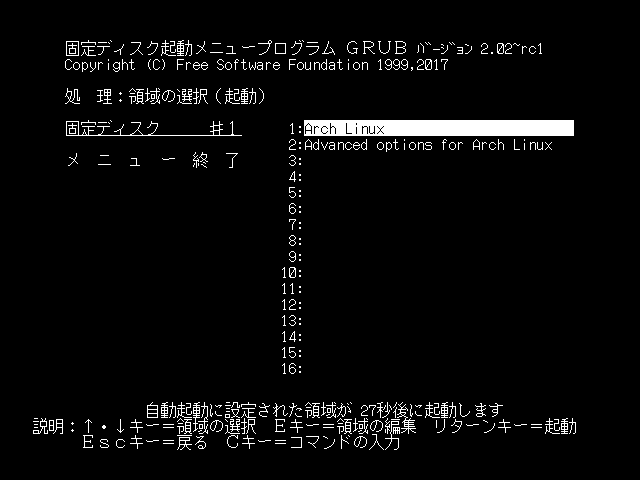 固定ディスク起動メニュープログラム ＧＲＵＢ ﾊﾞｰｼﾞｮﾝ 2.02~rc1
Copyright (C) Free Software Foundation 1999,2017
処　理：領域の選択（起動）
固定ディスク　　　＃１
メ　ニ　ュ　ー　終　了
1:Arch Linux
2:Advanced options for Arch Linux
3:
4:
5:
6:
7:
8:
9:
10:
11:
12:
13:
14:
15:
16:
自動起動に設定された領域が 27秒後に起動します
説明：↑・↓キー＝領域の選択　Ｅキー＝領域の編集　リターンキー＝起動
Ｅｓｃキー＝戻る　Ｃキー＝コマンドの入力